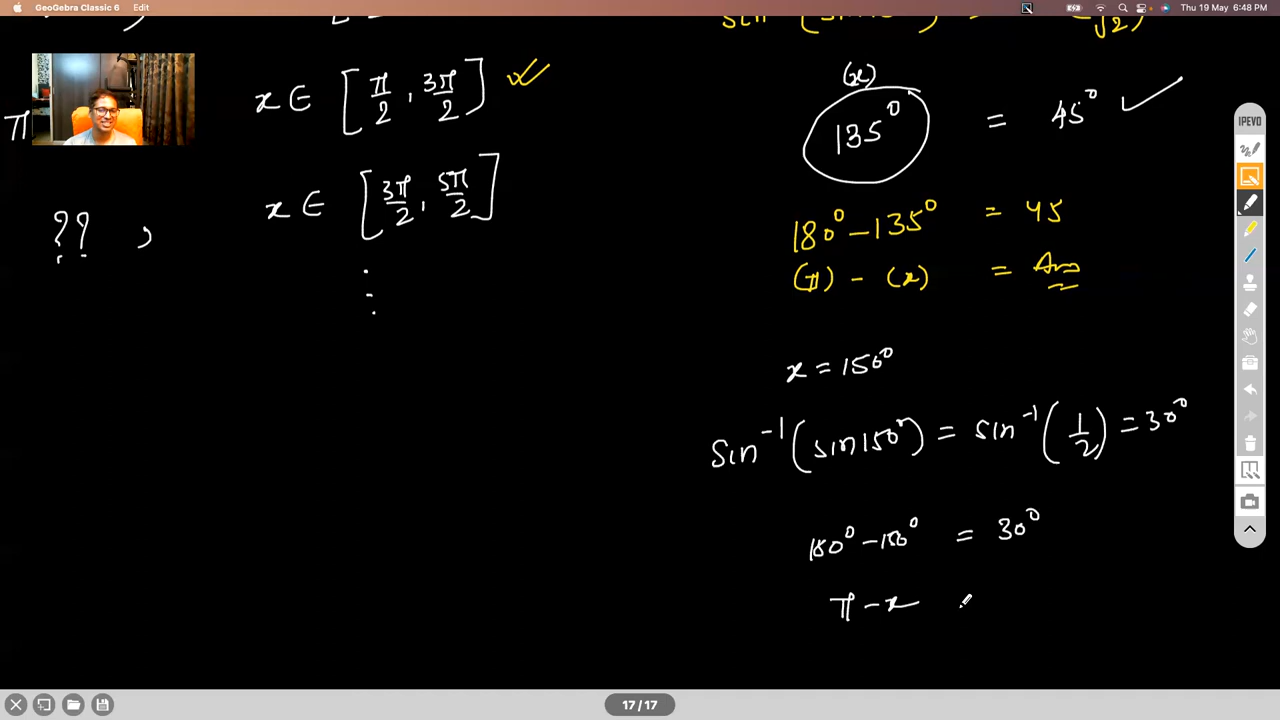 GeoGebra Classic 6 Edit Thu 19 May 6:48 PM
x ∈ [π/2, 3π/2]
π
x ∈ [3π/2, 5π/2]
?? ,
⋮
(x)
135° = 45°
180° - 135° = 45
(π) - (x) = Ans
x = 150°
sin⁻¹(sin150°) = sin⁻¹(1/2) = 30°
180° - 150° = 30°
π - x
IPEVO
17/17